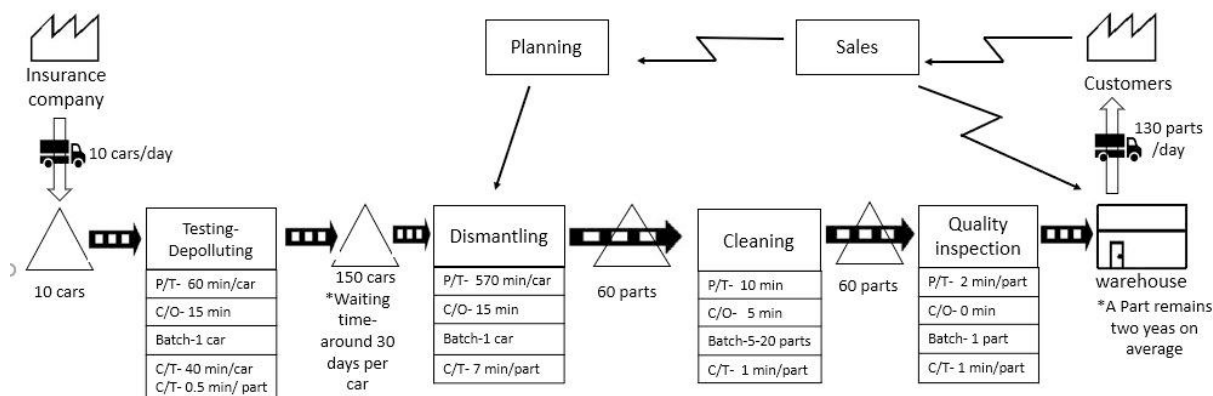 Planning
Sales
Insurance
company
Customers
10 cars/day
130 parts
/day
10 cars
Testing-
Depolluting
P/T- 60 min/car
C/O- 15 min
Batch-1 car
C/T- 40 min/car
C/T- 0.5 min/ part
150 cars
*Waiting
time-
around 30
days per
car
Dismantling
P/T- 570 min/car
C/O- 15 min
Batch-1 car
C/T- 7 min/part
60 parts
Cleaning
P/T- 10 min
C/O- 5 min
Batch-5-20 parts
C/T- 1 min/part
60 parts
Quality
inspection
P/T- 2 min/part
C/O- 0 min
Batch- 1 part
C/T- 1 min/part
warehouse
*A Part remains
two yeas on
average